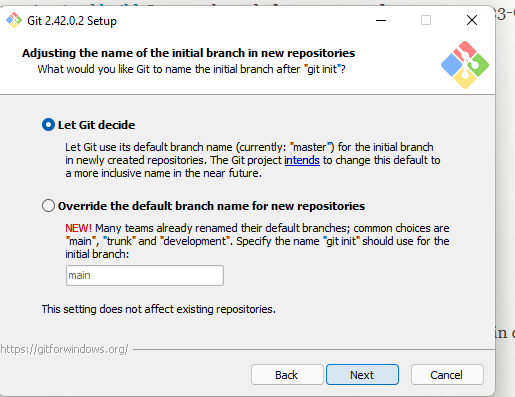 Git 2.42.0.2 Setup
Adjusting the name of the initial branch in new repositories
What would you like Git to name the initial branch after "git init"?
Let Git decide
Let Git use its default branch name (currently: "master") for the initial branch
in newly created repositories. The Git project intends to change this default to
a more inclusive name in the near future.
Override the default branch name for new repositories
NEW! Many teams already renamed their default branches; common choices are
"main", "trunk" and "development". Specify the name "git init" should use for the
initial branch:
main
This setting does not affect existing repositories.
https://gitforwindows.org/
Back
Next
Cancel